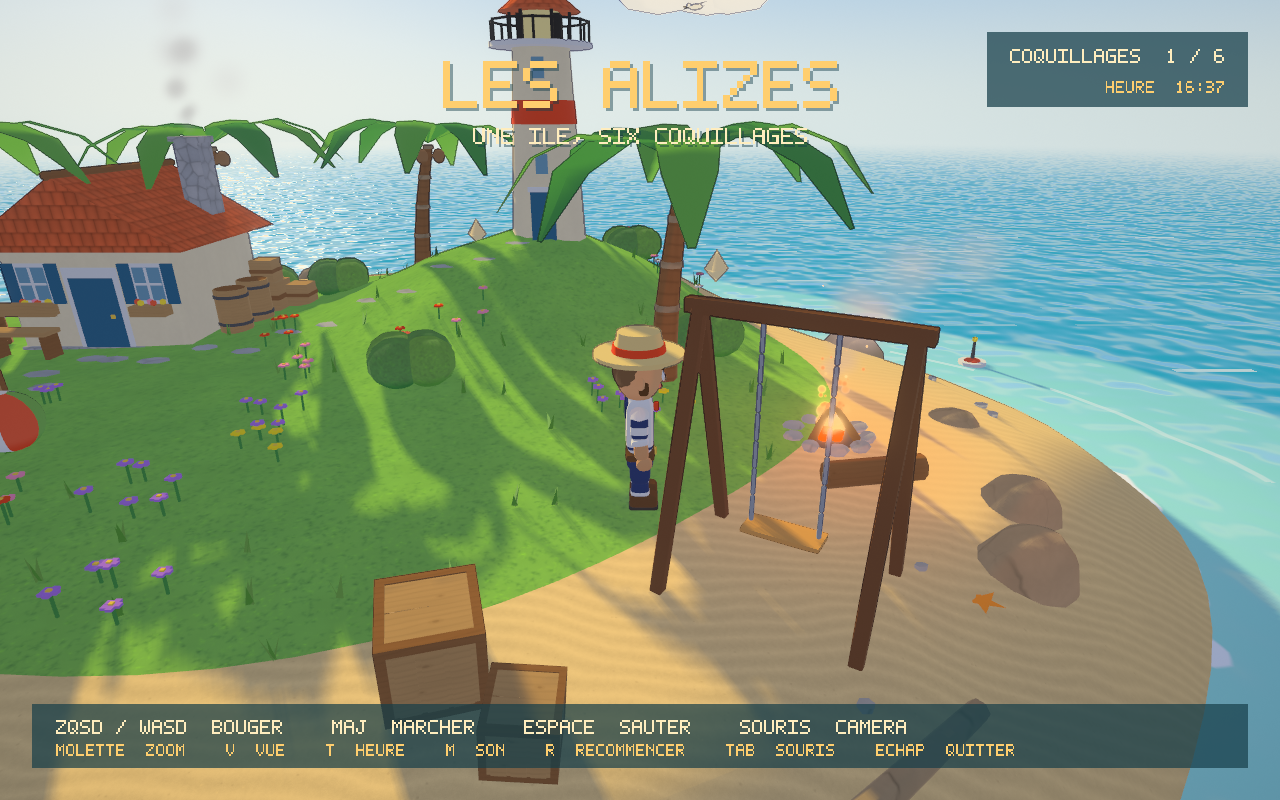 LES ALIZES
UNE ILE, SIX COQUILLAGES
COQUILLAGES 1 / 6
HEURE 16:37
ZQSD / WASD BOUGER MAJ MARCHER ESPACE SAUTER SOURIS CAMERA
MOLETTE ZOOM V VUE T HEURE M SON R RECOMMENCER TAB SOURIS ECHAP QUITTER